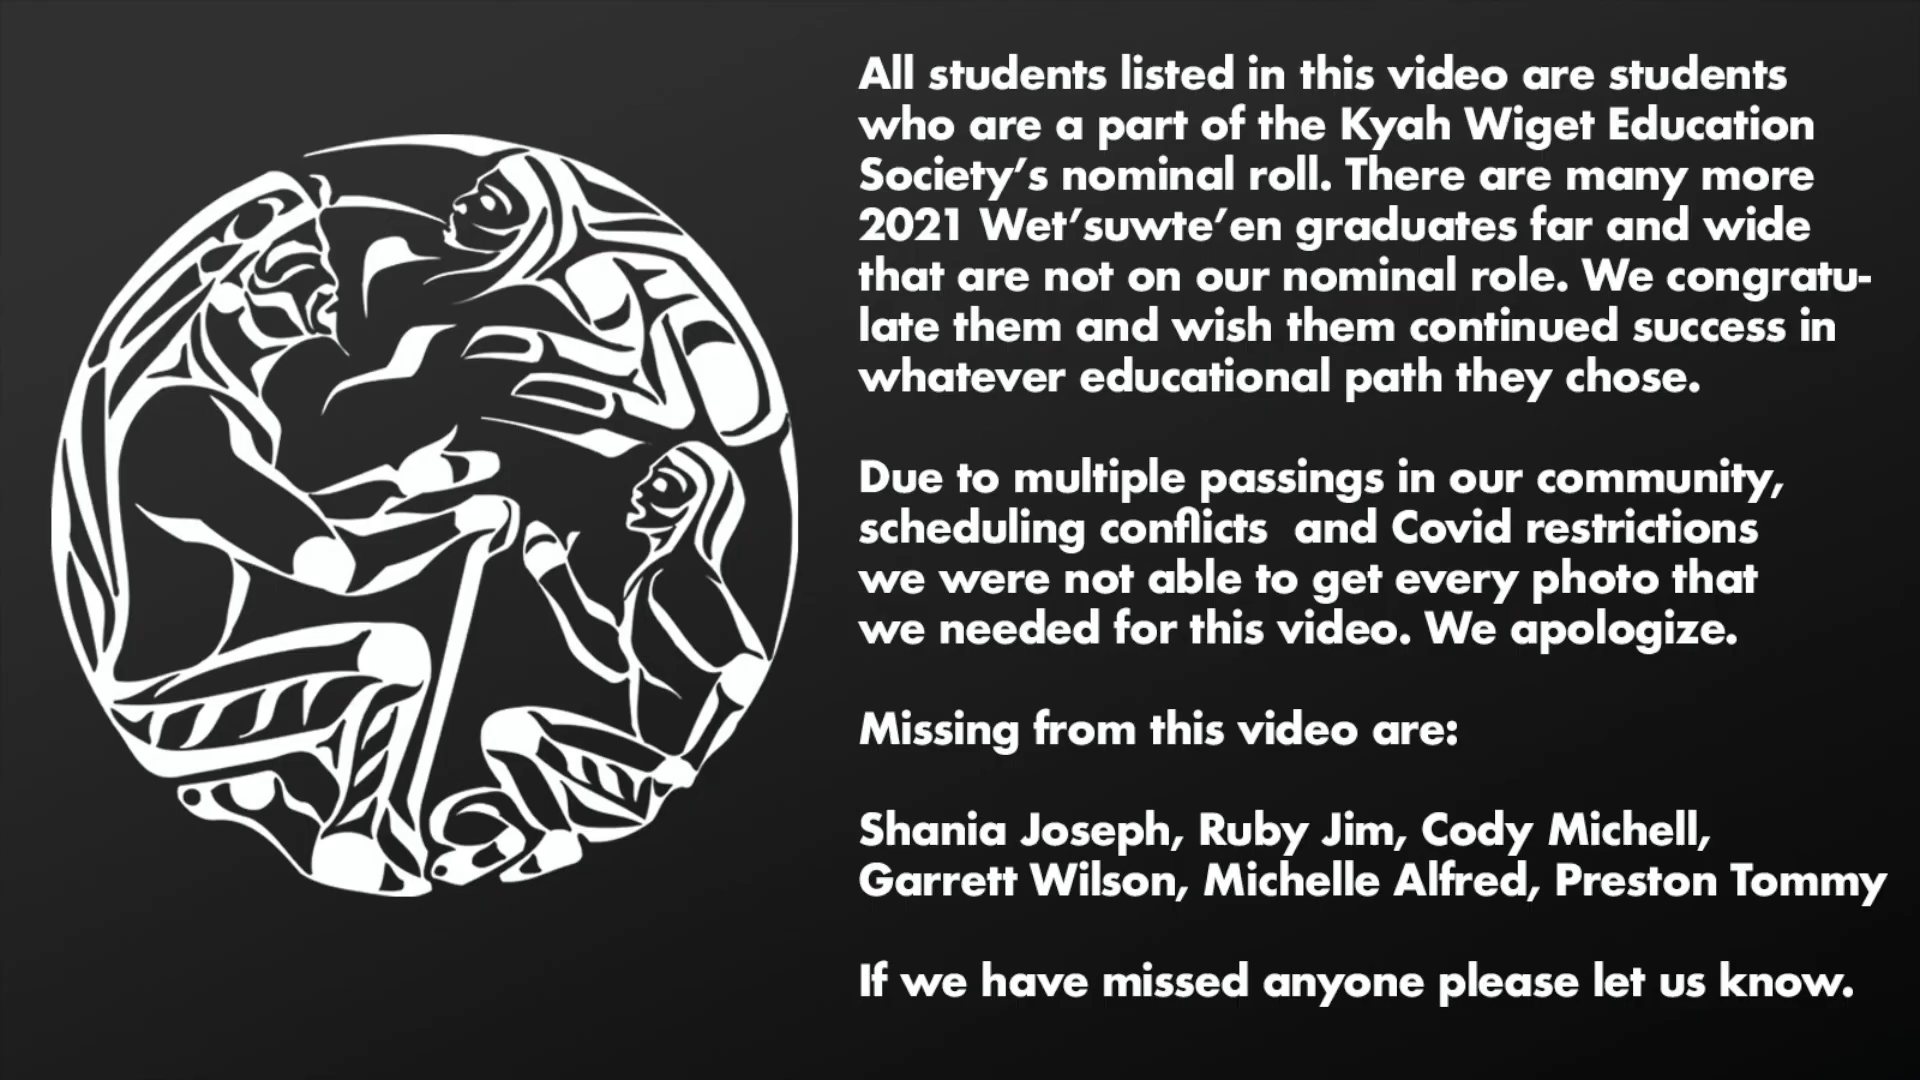 All students listed in this video are students
who are a part of the Kyah Wiget Education
Society’s nominal roll. There are many more
2021 Wet’suwte’en graduates far and wide
that are not on our nominal role. We congratu-
late them and wish them continued success in
whatever educational path they chose.
Due to multiple passings in our community,
scheduling conflicts  and Covid restrictions
we were not able to get every photo that
we needed for this video. We apologize.
Missing from this video are:
Shania Joseph, Ruby Jim, Cody Michell,
Garrett Wilson, Michelle Alfred, Preston Tommy
If we have missed anyone please let us know.